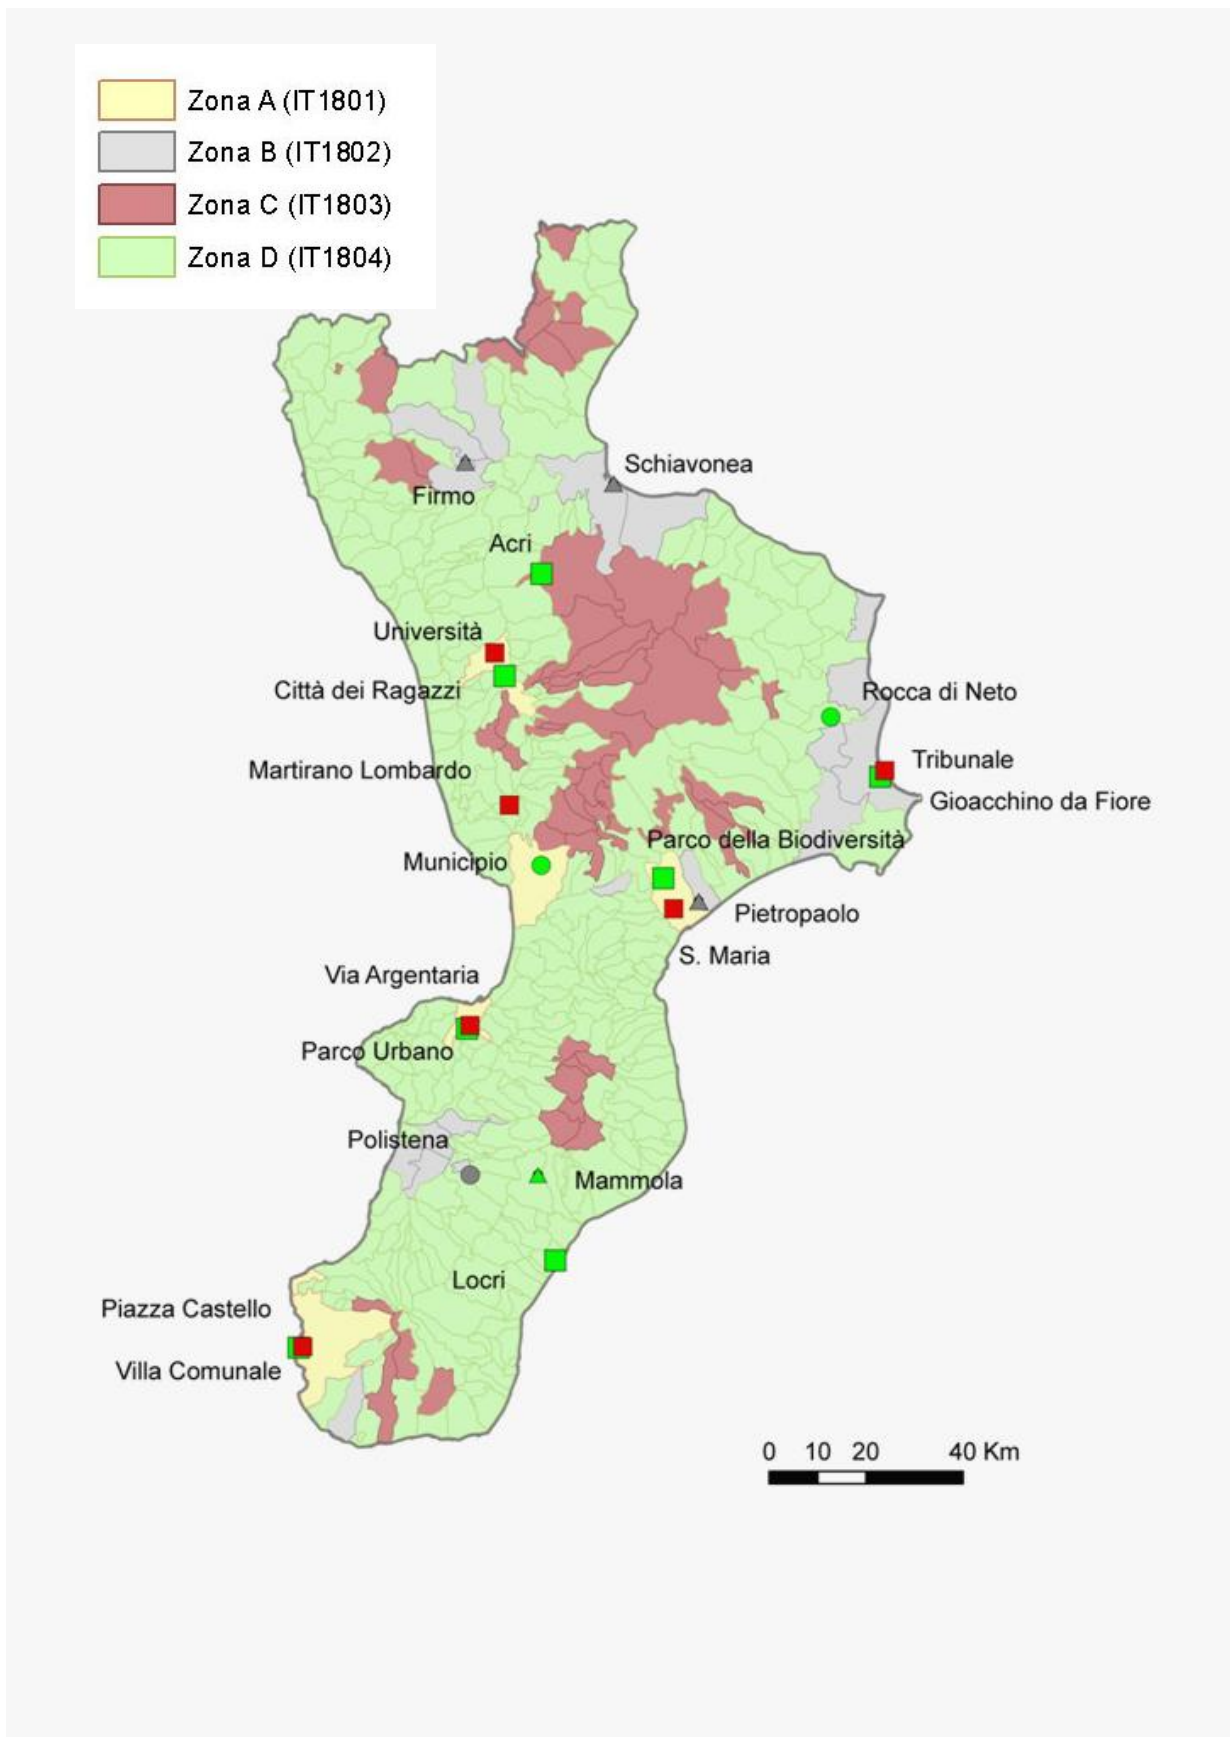 Zona A (IT1801)
Zona B (IT1802)
Zona C (IT1803)
Zona D (IT1804)
Schiavonea
Firmo
Acri
Università
Città dei Ragazzi
Rocca di Neto
Martirano Lombardo
Tribunale
Gioacchino da Fiore
Parco della Biodiversità
Municipio
Pietropaolo
S. Maria
Via Argentaria
Parco Urbano
Polistena
Mammola
Locri
Piazza Castello
Villa Comunale
0 10 20 40 Km